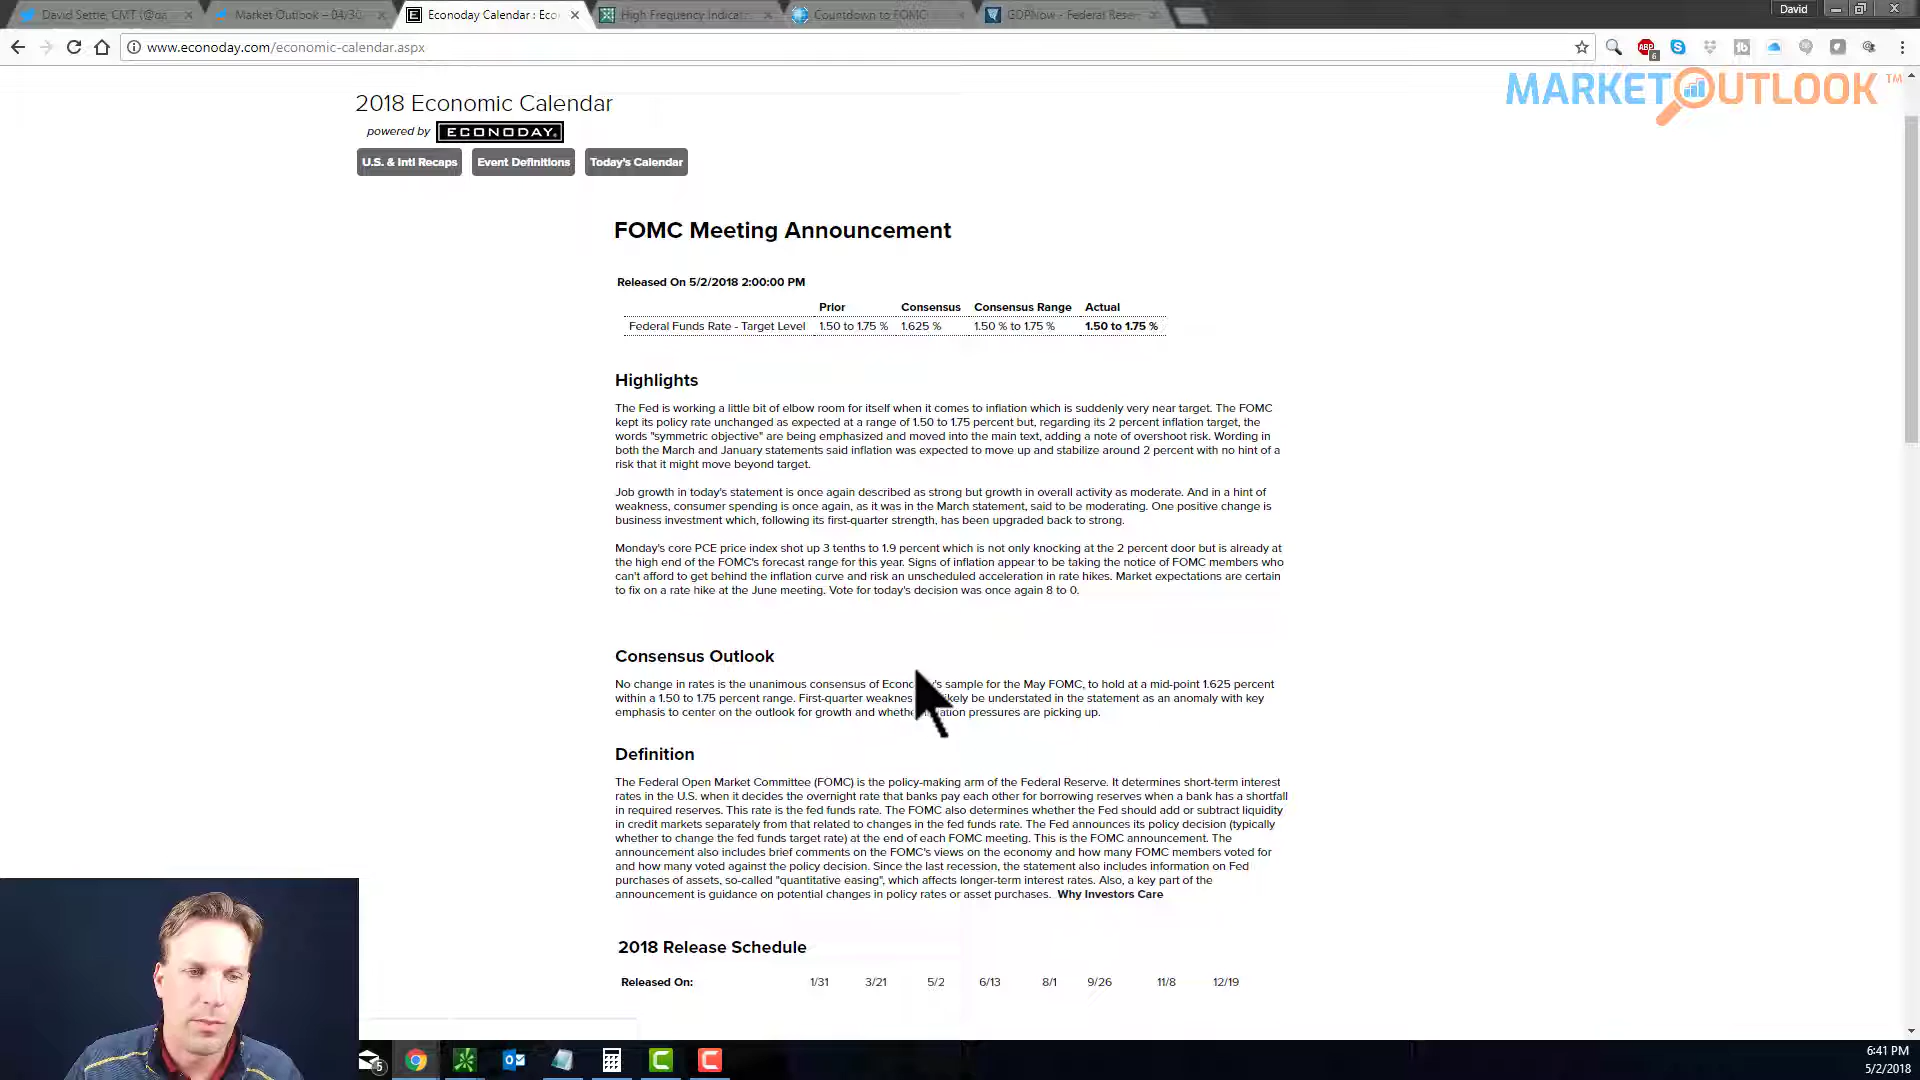 David Settle, CMT (@da
Market Outlook – 04/30
Econoday Calendar : Eco
High Frequency Indicat
Countdown to FOMC
GDPNow - Federal Rese
David
www.econoday.com/economic-calendar.aspx
ABP
6
MARKETOUTLOOK™
2018 Economic Calendar
powered by ECONODAY
U.S. & Intl Recaps Event Definitions Today's Calendar
FOMC Meeting Announcement
Released On 5/2/2018 2:00:00 PM
Prior Consensus Consensus Range Actual
Federal Funds Rate - Target Level 1.50 to 1.75 % 1.625 % 1.50 % to 1.75 % 1.50 to 1.75 %
Highlights
The Fed is working a little bit of elbow room for itself when it comes to inflation which is suddenly very near target. The FOMC
kept its policy rate unchanged as expected at a range of 1.50 to 1.75 percent but, regarding its 2 percent inflation target, the
words "symmetric objective" are being emphasized and moved into the main text, adding a note of overshoot risk. Wording in
both the March and January statements said inflation was expected to move up and stabilize around 2 percent with no hint of a
risk that it might move beyond target.
Job growth in today's statement is once again described as strong but growth in overall activity as moderate. And in a hint of
weakness, consumer spending is once again, as it was in the March statement, said to be moderating. One positive change is
business investment which, following its first-quarter strength, has been upgraded back to strong.
Monday's core PCE price index shot up 3 tenths to 1.9 percent which is not only knocking at the 2 percent door but is already at
the high end of the FOMC's forecast range for this year. Signs of inflation appear to be taking the notice of FOMC members who
can't afford to get behind the inflation curve and risk an unscheduled acceleration in rate hikes. Market expectations are certain
to fix on a rate hike at the June meeting. Vote for today's decision was once again 8 to 0.
Consensus Outlook
No change in rates is the unanimous consensus of Econ 's sample for the May FOMC, to hold at a mid-point 1.625 percent
within a 1.50 to 1.75 percent range. First-quarter weaknes ikely be understated in the statement as an anomaly with key
emphasis to center on the outlook for growth and wheth ation pressures are picking up.
Definition
The Federal Open Market Committee (FOMC) is the policy-making arm of the Federal Reserve. It determines short-term interest
rates in the U.S. when it decides the overnight rate that banks pay each other for borrowing reserves when a bank has a shortfall
in required reserves. This rate is the fed funds rate. The FOMC also determines whether the Fed should add or subtract liquidity
in credit markets separately from that related to changes in the fed funds rate. The Fed announces its policy decision (typically
whether to change the fed funds target rate) at the end of each FOMC meeting. This is the FOMC announcement. The
announcement also includes brief comments on the FOMC's views on the economy and how many FOMC members voted for
and how many voted against the policy decision. Since the last recession, the statement also includes information on Fed
purchases of assets, so-called "quantitative easing", which affects longer-term interest rates. Also, a key part of the
announcement is guidance on potential changes in policy rates or asset purchases. Why Investors Care
2018 Release Schedule
Released On: 1/31 3/21 5/2 6/13 8/1 9/26 11/8 12/19
5
6:41 PM
5/2/2018